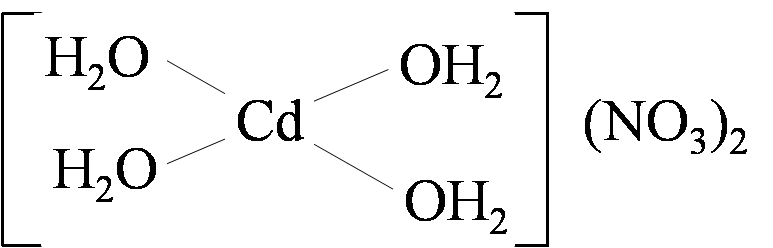 H₂O OH₂
Cd (NO₃)₂
H₂O OH₂